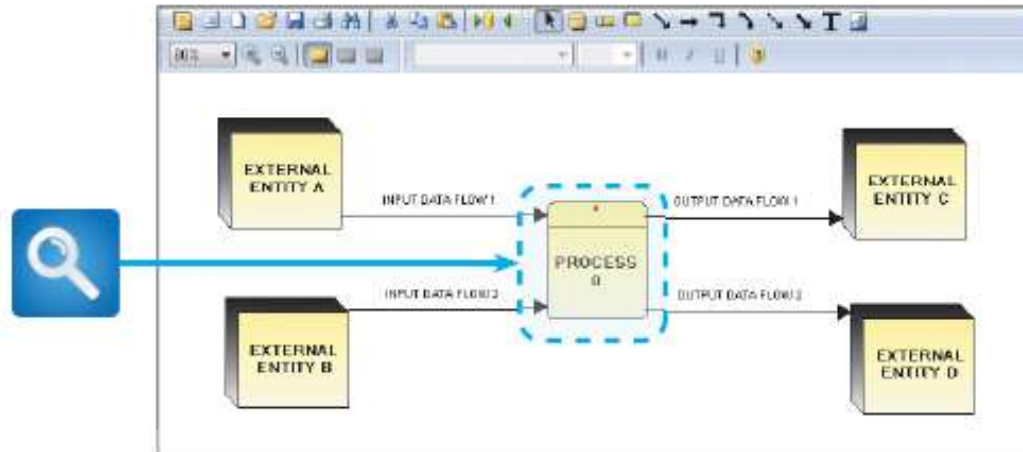 80%
EXTERNAL
ENTITY A
INPUT DATA FLOW 1
OUTPUT DATA FLOW 1
EXTERNAL
ENTITY C
PROCESS
0
INPUT DATA FLOW 2
OUTPUT DATA FLOW 2
EXTERNAL
ENTITY B
EXTERNAL
ENTITY D